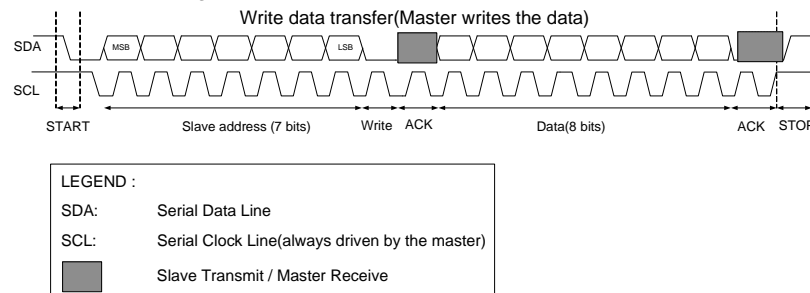 Write data transfer(Master writes the data)
SDA MSB LSB
SCL
START Slave address (7 bits) Write ACK Data(8 bits) ACK STOP
LEGEND :
SDA: Serial Data Line
SCL: Serial Clock Line(always driven by the master)
Slave Transmit / Master Receive